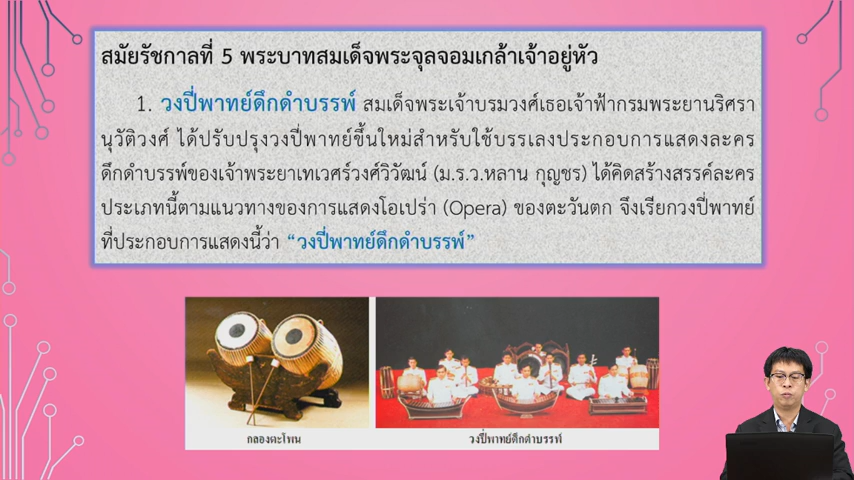 สมัยรัชกาลที่ 5 พระบาทสมเด็จพระจุลจอมเกล้าเจ้าอยู่หัว
1. วงปี่พาทย์ดึกดำบรรพ์ สมเด็จพระเจ้าบรมวงศ์เธอเจ้าฟ้ากรมพระยานริศรา
นุวัติวงศ์ ได้ปรับปรุงวงปี่พาทย์ขึ้นใหม่สำหรับใช้บรรเลงประกอบการแสดงละคร
ดึกดำบรรพ์ของเจ้าพระยาเทเวศร์วงศ์วิวัฒน์ (ม.ร.ว.หลาน กุญชร) ได้คิดสร้างสรรค์ละคร
ประเภทนี้ตามแนวทางของการแสดงโอเปร่า (Opera) ของตะวันตก จึงเรียกวงปี่พาทย์
ที่ประกอบการแสดงนี้ว่า “วงปี่พาทย์ดึกดำบรรพ์”
กลองตะโพน
วงปี่พาทย์ดึกดำบรรพ์